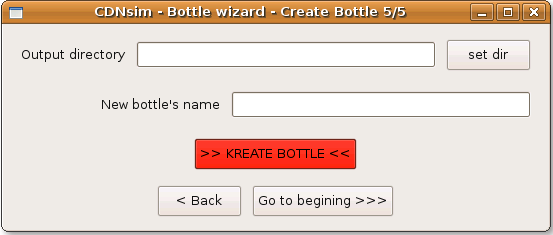 CDNsim - Bottle wizard - Create Bottle 5/5
Output directory set dir
New bottle's name
>> KREATE BOTTLE <<
< Back Go to begining >>>